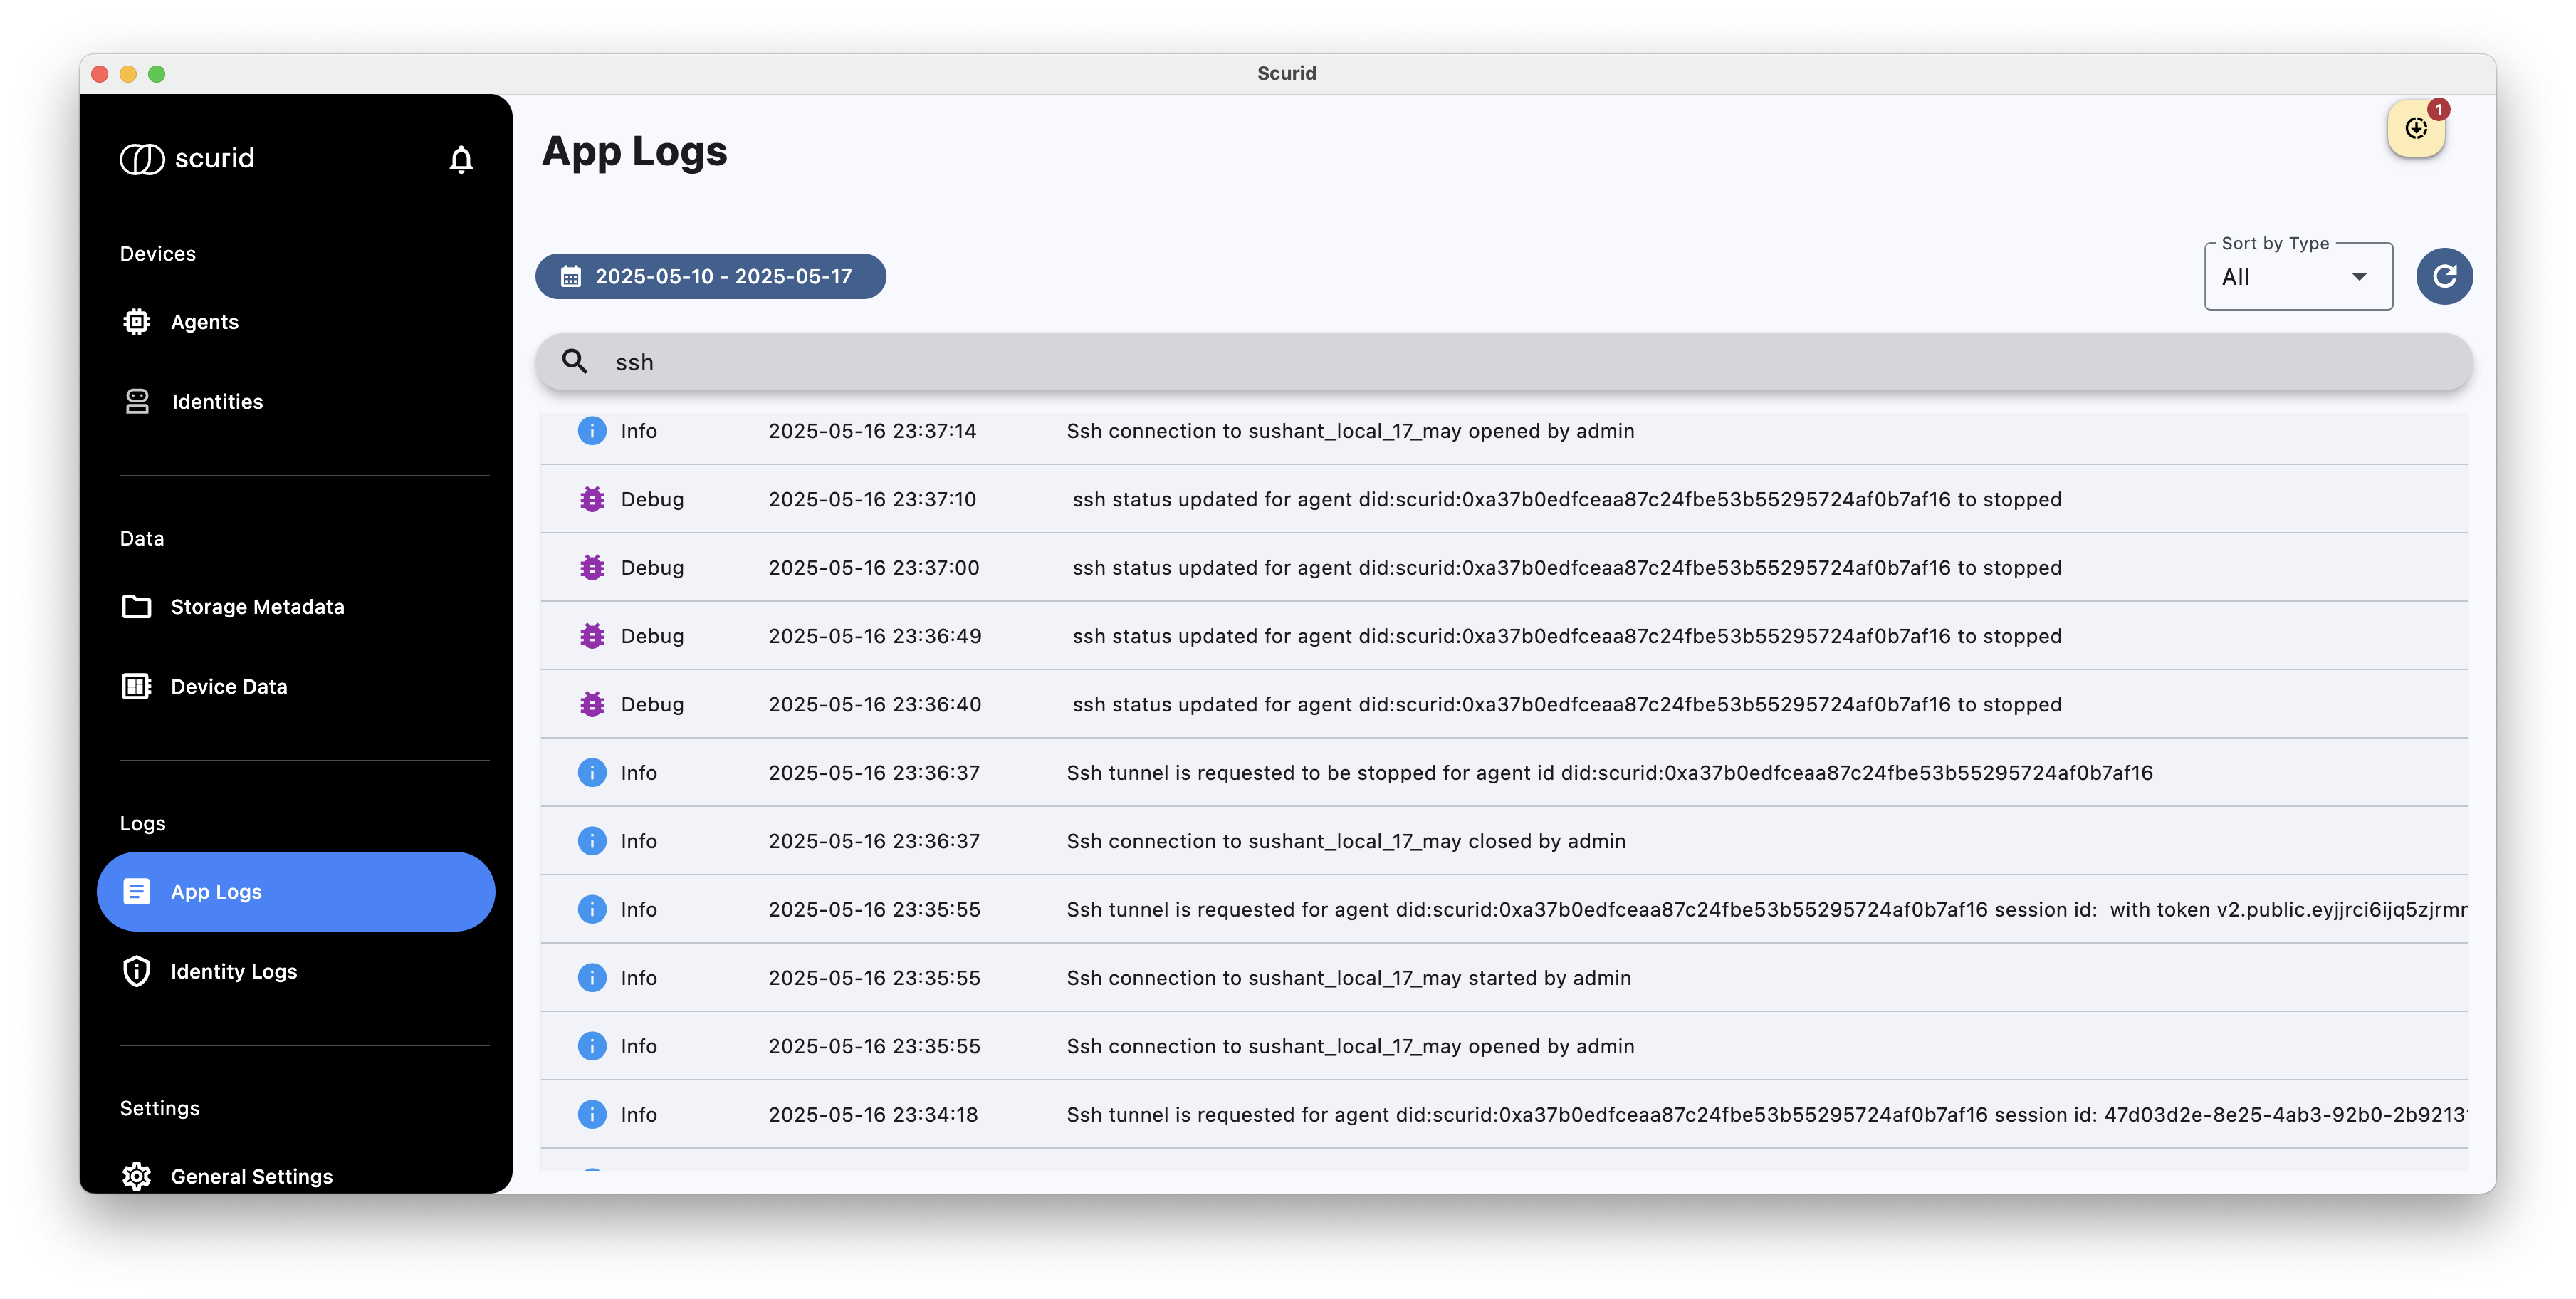 Scurid
scurid
Devices
Agents
Identities
Data
Storage Metadata
Device Data
Logs
App Logs
Identity Logs
Settings
General Settings
App Logs
1
2025-05-10 - 2025-05-17
Sort by Type
All
ssh
Info 2025-05-16 23:37:14 Ssh connection to sushant_local_17_may opened by admin
Debug 2025-05-16 23:37:10 ssh status updated for agent did:scurid:0xa37b0edfceaa87c24fbe53b55295724af0b7af16 to stopped
Debug 2025-05-16 23:37:00 ssh status updated for agent did:scurid:0xa37b0edfceaa87c24fbe53b55295724af0b7af16 to stopped
Debug 2025-05-16 23:36:49 ssh status updated for agent did:scurid:0xa37b0edfceaa87c24fbe53b55295724af0b7af16 to stopped
Debug 2025-05-16 23:36:40 ssh status updated for agent did:scurid:0xa37b0edfceaa87c24fbe53b55295724af0b7af16 to stopped
Info 2025-05-16 23:36:37 Ssh tunnel is requested to be stopped for agent id did:scurid:0xa37b0edfceaa87c24fbe53b55295724af0b7af16
Info 2025-05-16 23:36:37 Ssh connection to sushant_local_17_may closed by admin
Info 2025-05-16 23:35:55 Ssh tunnel is requested for agent did:scurid:0xa37b0edfceaa87c24fbe53b55295724af0b7af16 session id: with token v2.public.eyjjrci6ijq5zjrmr
Info 2025-05-16 23:35:55 Ssh connection to sushant_local_17_may started by admin
Info 2025-05-16 23:35:55 Ssh connection to sushant_local_17_may opened by admin
Info 2025-05-16 23:34:18 Ssh tunnel is requested for agent did:scurid:0xa37b0edfceaa87c24fbe53b55295724af0b7af16 session id: 47d03d2e-8e25-4ab3-92b0-2b9213